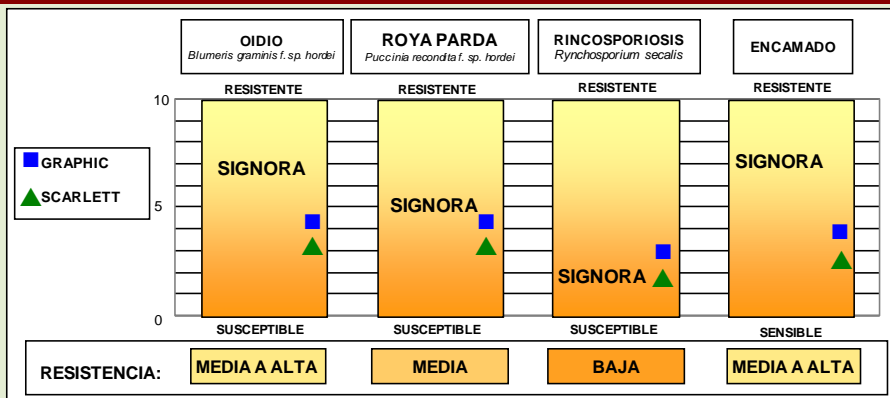 OIDIO
Blumeris graminis f. sp. hordei
ROYA PARDA
Puccinia recondita f. sp. hordei
RINCOSPORIOSIS
Rynchosporium secalis
ENCAMADO
RESISTENTE
RESISTENTE
RESISTENTE
RESISTENTE
10
5
0
GRAPHIC
SCARLETT
SIGNORA
SIGNORA
SIGNORA
SIGNORA
SUSCEPTIBLE
SUSCEPTIBLE
SUSCEPTIBLE
SENSIBLE
RESISTENCIA:
MEDIA A ALTA
MEDIA
BAJA
MEDIA A ALTA